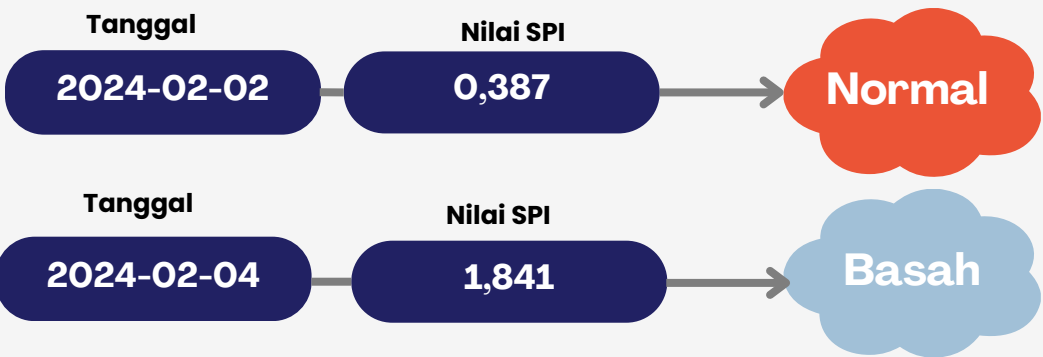 Tanggal
Nilai SPI
2024-02-02
0,387
Normal
Tanggal
Nilai SPI
2024-02-04
1,841
Basah